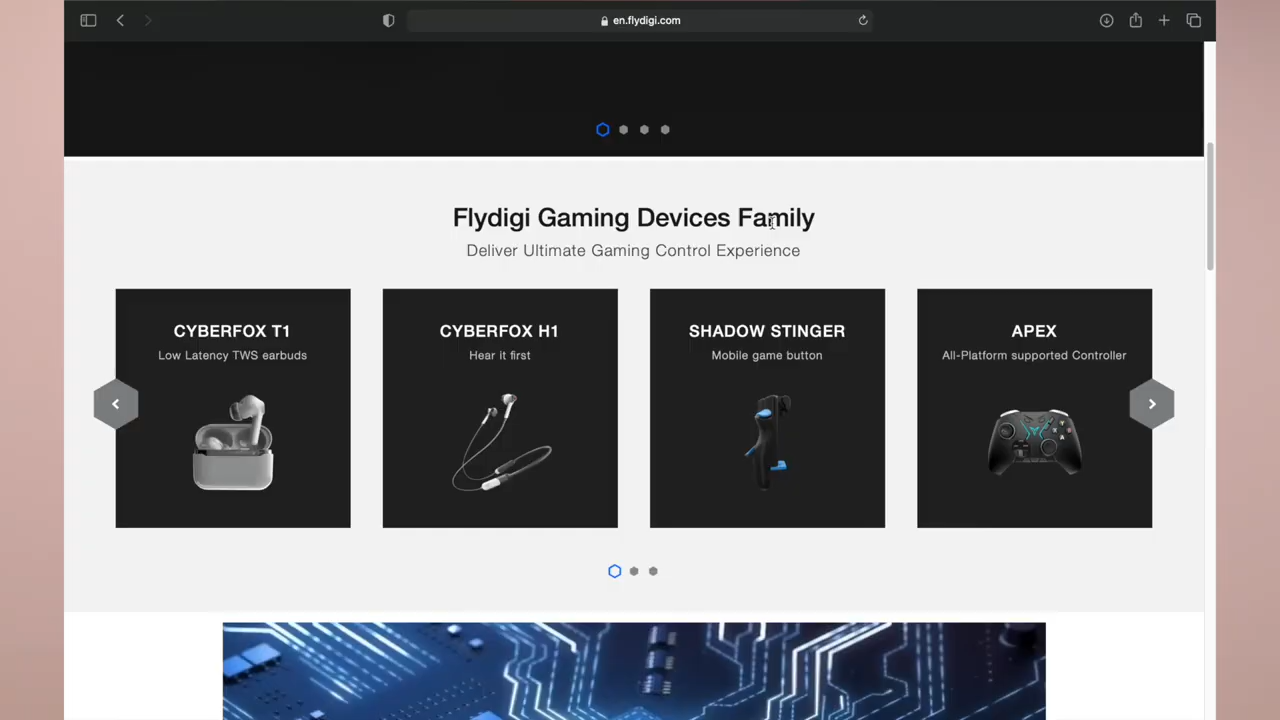 en.flydigi.com
Flydigi Gaming Devices Family
Deliver Ultimate Gaming Control Experience
CYBERFOX T1
Low Latency TWS earbuds
CYBERFOX H1
Hear it first
SHADOW STINGER
Mobile game button
APEX
All-Platform supported Controller